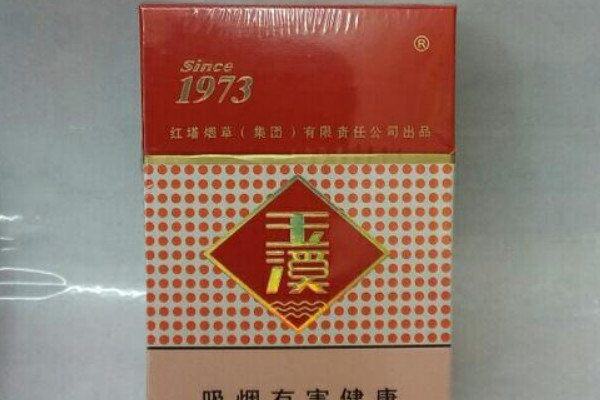 ®
Since
1973
红塔烟草（集团）有限责任公司出品
玉
溪
吸烟有害健康